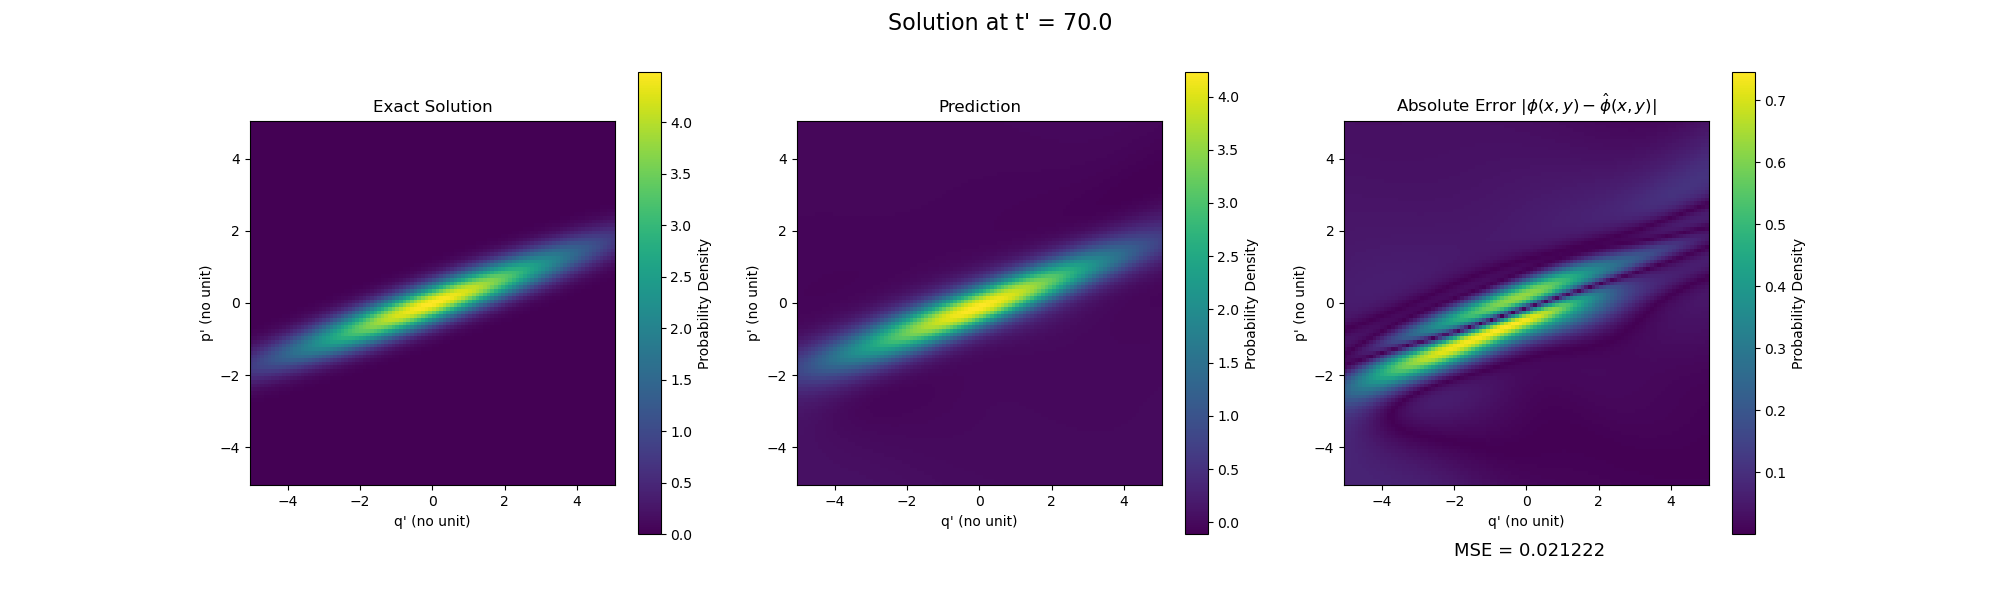 Solution at t' = 70.0
Exact Solution
p' (no unit)
4
2
0
−2
−4
−4 −2 0 2 4
q' (no unit)
4.0
3.5
3.0
2.5
2.0
1.5
1.0
0.5
0.0
Probability Density
Prediction
p' (no unit)
4
2
0
−2
−4
−4 −2 0 2 4
q' (no unit)
4.0
3.5
3.0
2.5
2.0
1.5
1.0
0.5
0.0
Probability Density
Absolute Error |ϕ(x, y) − ϕ̂(x, y)|
p' (no unit)
4
2
0
−2
−4
−4 −2 0 2 4
q' (no unit)
0.7
0.6
0.5
0.4
0.3
0.2
0.1
Probability Density
MSE = 0.021222